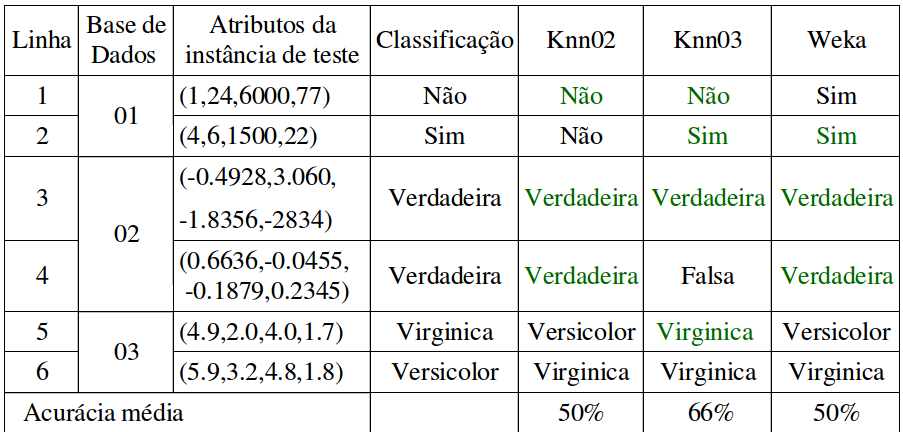 Linha Base de Dados Atributos da instância de teste Classificação Knn02 Knn03 Weka
1 01 (1,24,6000,77) Não Não Não Sim
2 (4,6,1500,22) Sim Não Sim Sim
3 02 (-0.4928,3.060, -1.8356,-2834) Verdadeira Verdadeira Verdadeira Verdadeira
4 (0.6636,-0.0455, -0.1879,0.2345) Verdadeira Verdadeira Falsa Verdadeira
5 03 (4.9,2.0,4.0,1.7) Virginica Versicolor Virginica Versicolor
6 (5.9,3.2,4.8,1.8) Versicolor Virginica Virginica Virginica
Acurácia média 50% 66% 50%